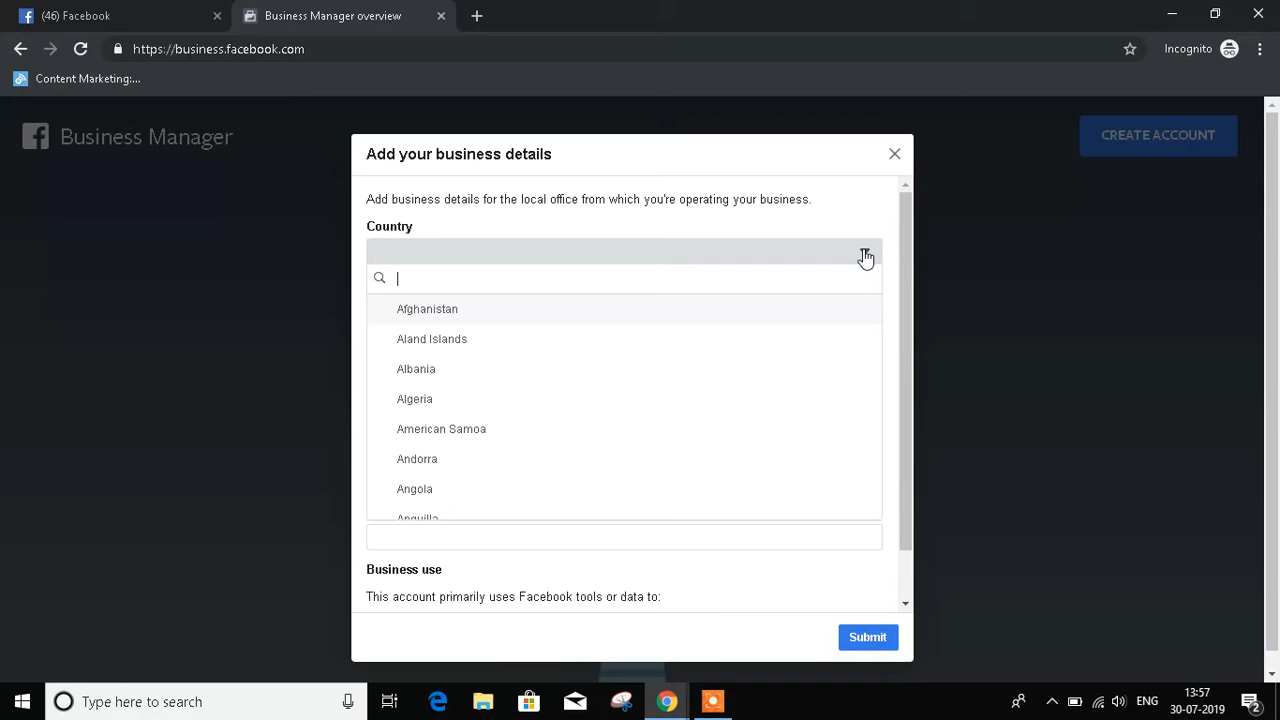 (46) Facebook
Business Manager overview
https://business.facebook.com
Incognito
Content Marketing:...
Business Manager
CREATE ACCOUNT
Add your business details
Add business details for the local office from which you're operating your business.
Country
Afghanistan
Aland Islands
Albania
Algeria
American Samoa
Andorra
Angola
Anguilla
Business use
This account primarily uses Facebook tools or data to:
Submit
Type here to search
ENG
13:57
30-07-2019
2